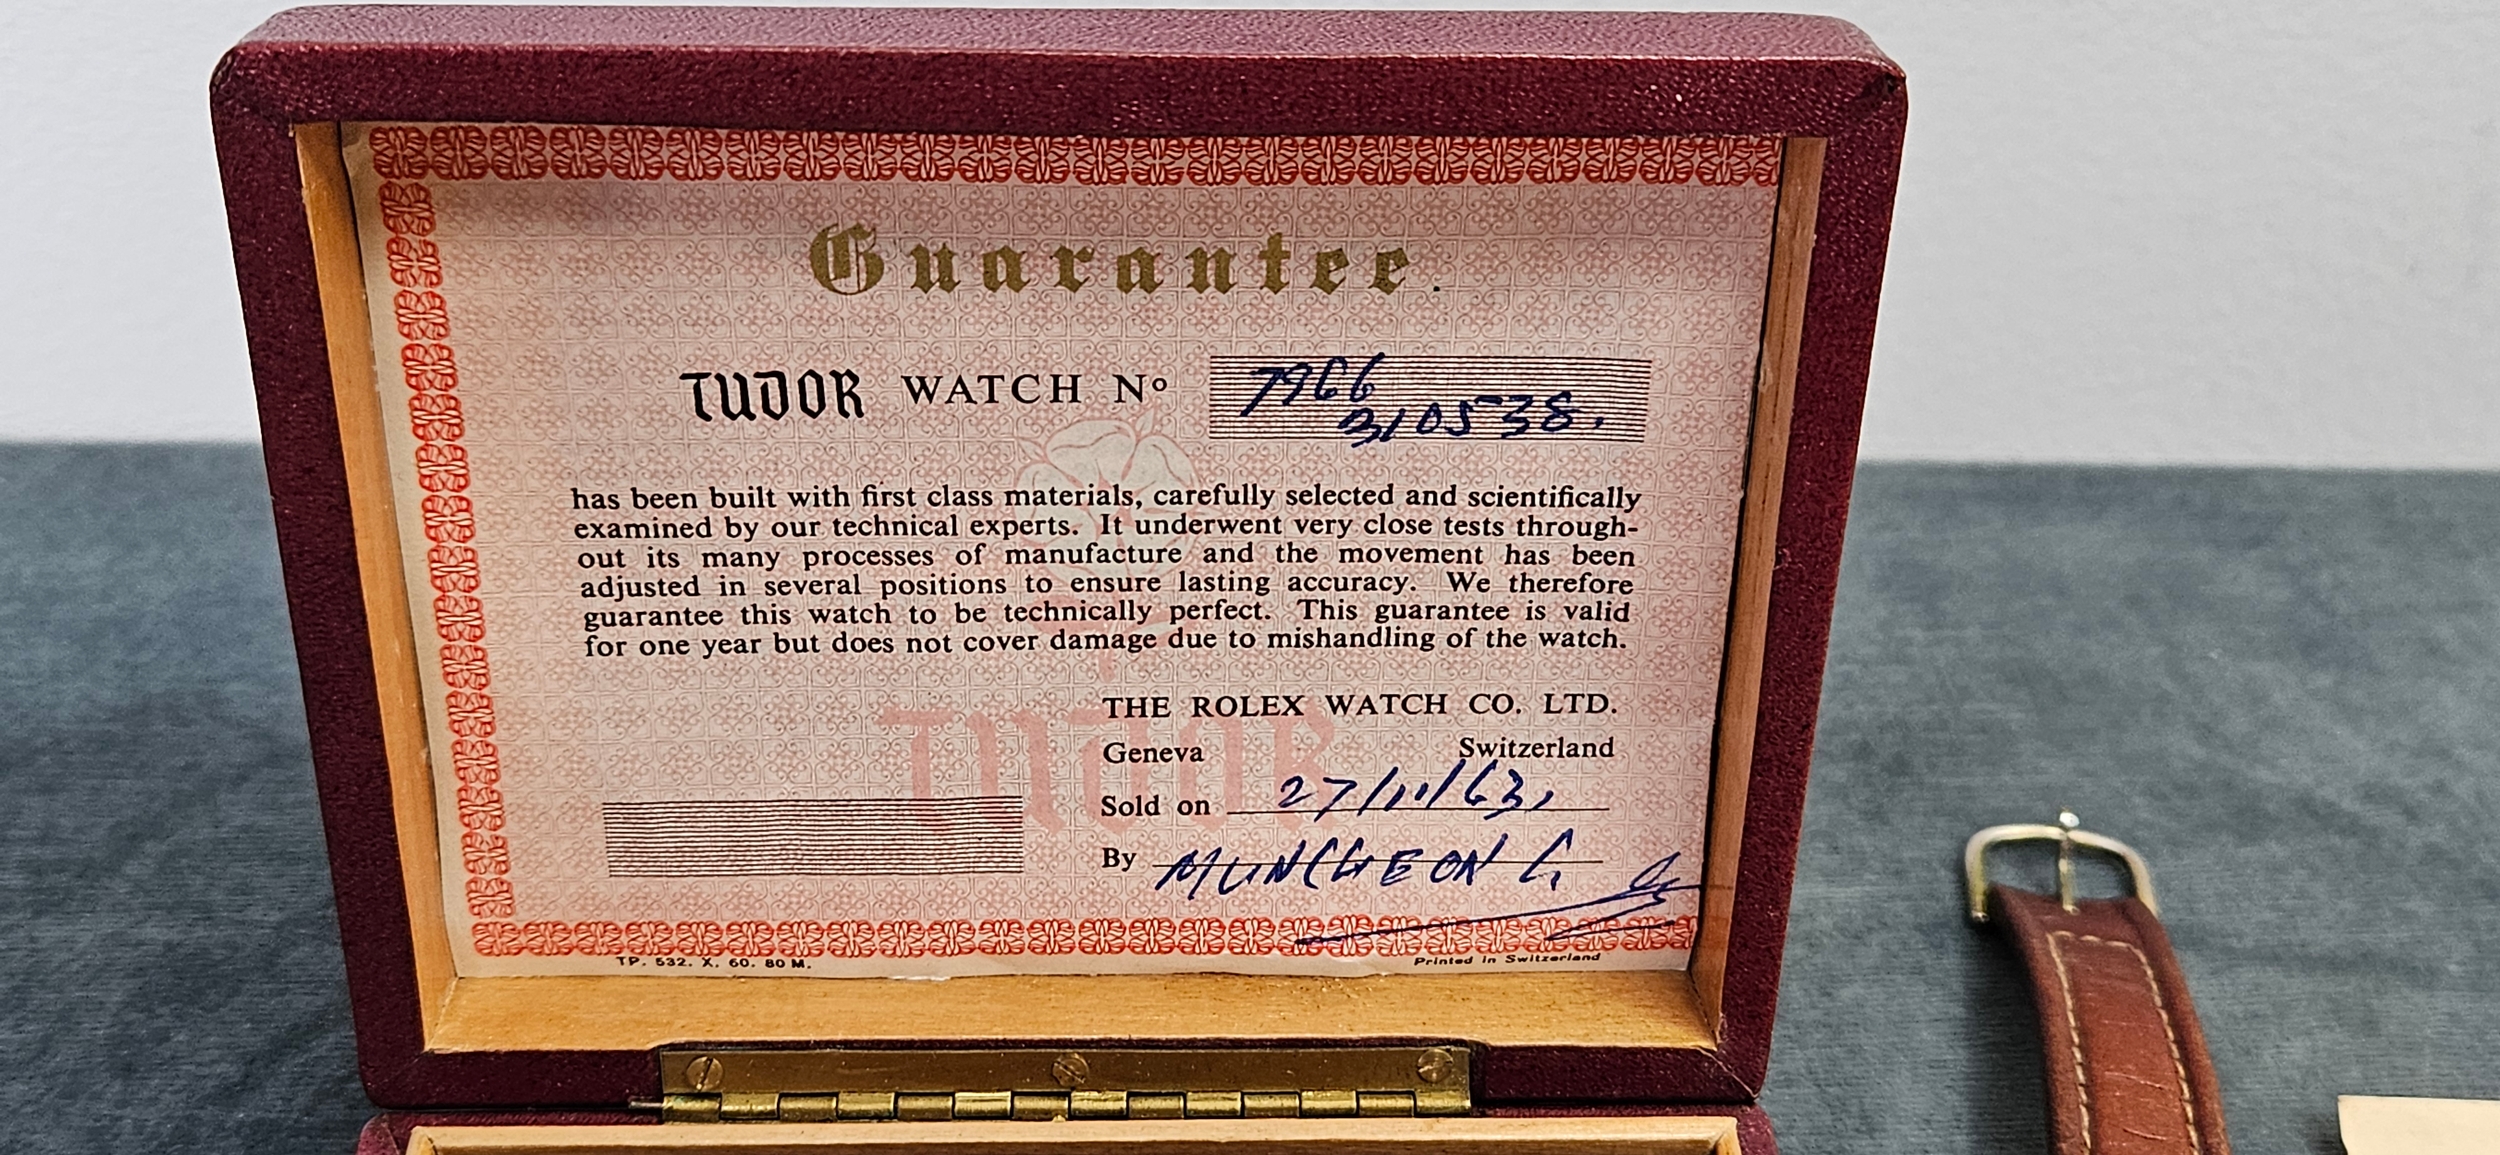 Guarantee.
TUDOR WATCH Nº 7966
310538.
has been built with first class materials, carefully selected and scientifically
examined by our technical experts. It underwent very close tests through-
out its many processes of manufacture and the movement has been
adjusted in several positions to ensure lasting accuracy. We therefore
guarantee this watch to be technically perfect. This guarantee is valid
for one year but does not cover damage due to mishandling of the watch.
THE ROLEX WATCH CO. LTD.
Geneva Switzerland
TUDOR
Sold on 27/11/63,
By
TP. 532. X. 60. 80 M.
Printed in Switzerland